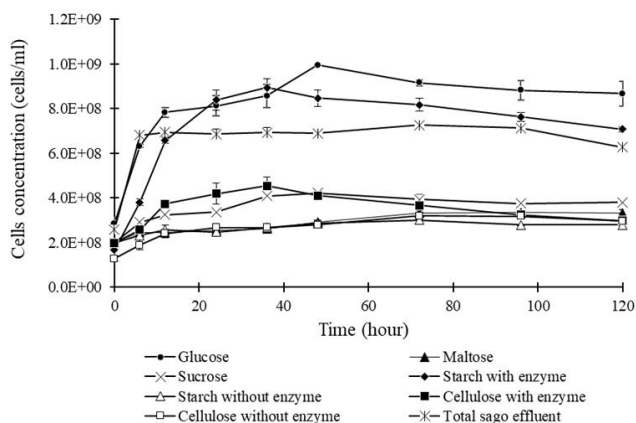 1.2E+09
1.0E+09
8.0E+08
6.0E+08
4.0E+08
2.0E+08
0.0E+00
Cells concentration (cells/ml)
0 20 40 60 80 100 120
Time (hour)
Glucose Maltose
Sucrose Starch with enzyme
Starch without enzyme Cellulose with enzyme
Cellulose without enzyme Total sago effluent